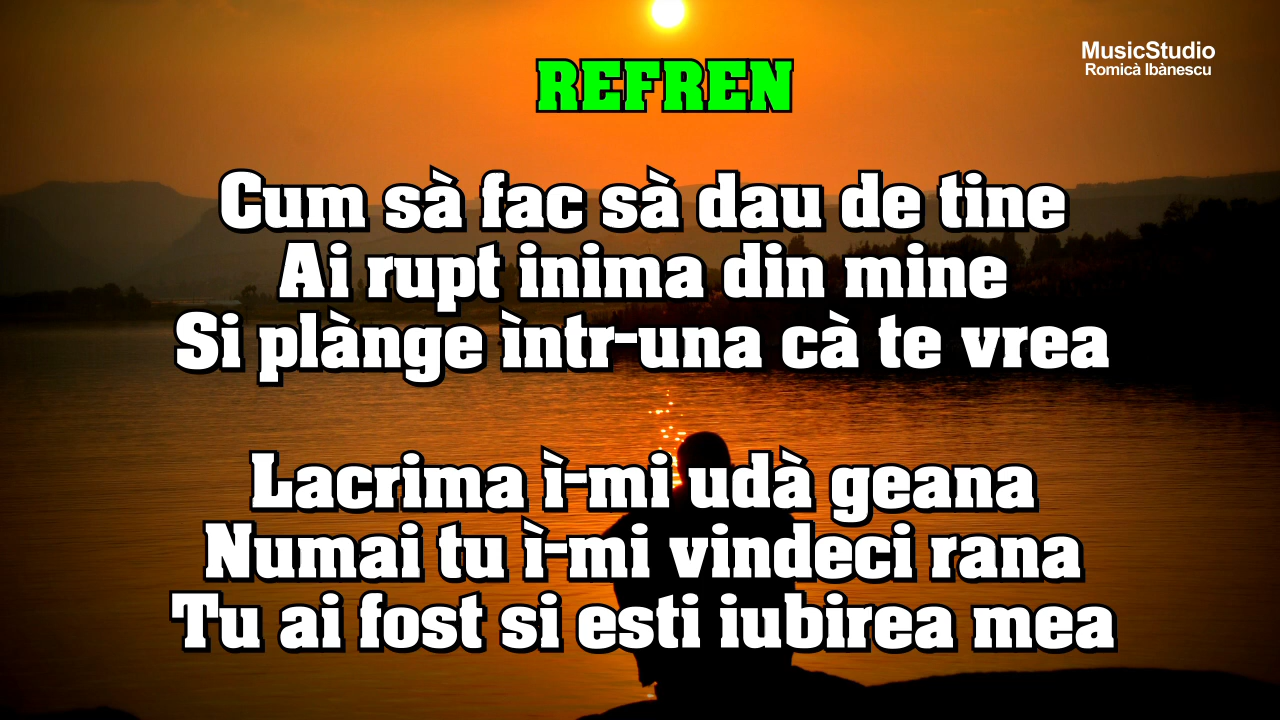 MusicStudio
Romicà Ibànescu
REFREN
Cum sà fac sà dau de tine
Ai rupt inima din mine
Si plànge ìntr-una cà te vrea
Lacrima ì-mi udà geana
Numai tu ì-mi vindeci rana
Tu ai fost si esti iubirea mea